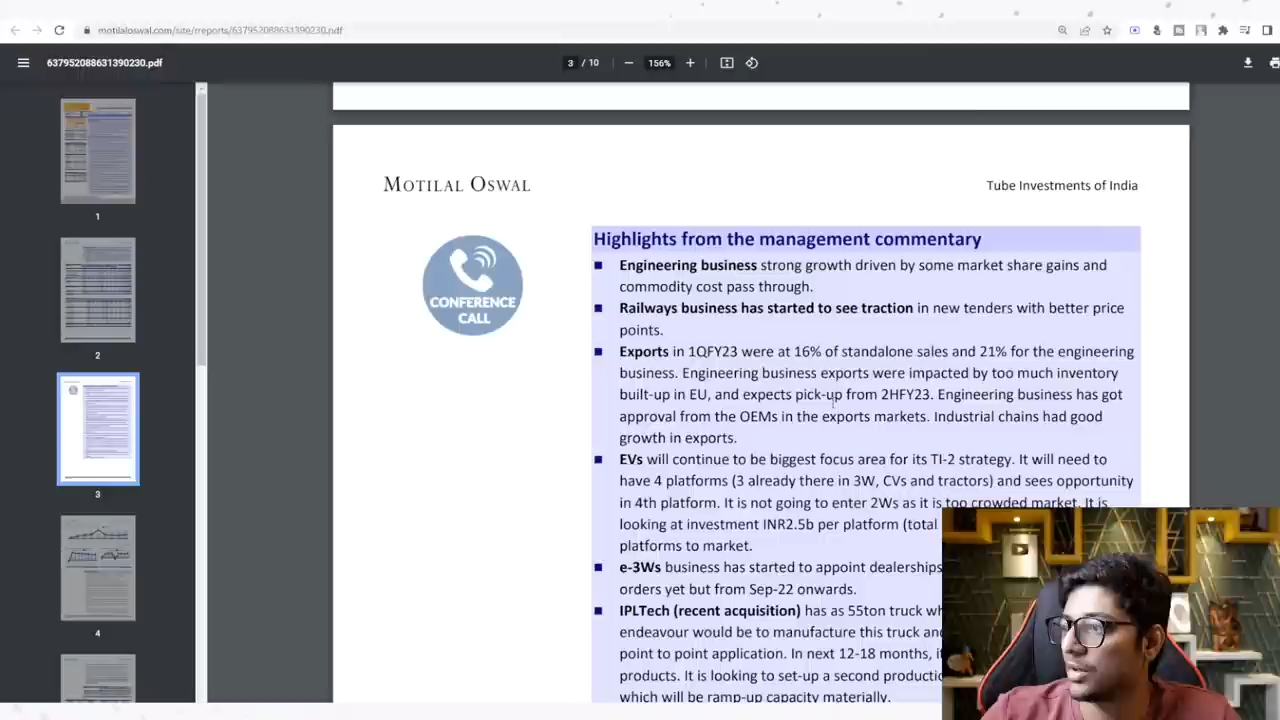 motilaloswal.com/site/rreports/637952088631390230.pdf
637952088631390230.pdf
3 / 10
156%
1
2
3
4
MOTILAL OSWAL
Tube Investments of India
CONFERENCE
CALL
Highlights from the management commentary
Engineering business strong growth driven by some market share gains and
commodity cost pass through.
Railways business has started to see traction in new tenders with better price
points.
Exports in 1QFY23 were at 16% of standalone sales and 21% for the engineering
business. Engineering business exports were impacted by too much inventory
built-up in EU, and expects pick-up from 2HFY23. Engineering business has got
approval from the OEMs in the exports markets. Industrial chains had good
growth in exports.
EVs will continue to be biggest focus area for its TI-2 strategy. It will need to
have 4 platforms (3 already there in 3W, CVs and tractors) and sees opportunity
in 4th platform. It is not going to enter 2Ws as it is too crowded market. It is
looking at investment INR2.5b per platform (total
platforms to market.
e-3Ws business has started to appoint dealerships
orders yet but from Sep-22 onwards.
IPLTech (recent acquisition) has as 55ton truck
endeavour would be to manufacture this truck
point to point application. In next 12-18 months,
products. It is looking to set-up a second
which will be ramp-up capacity materially.